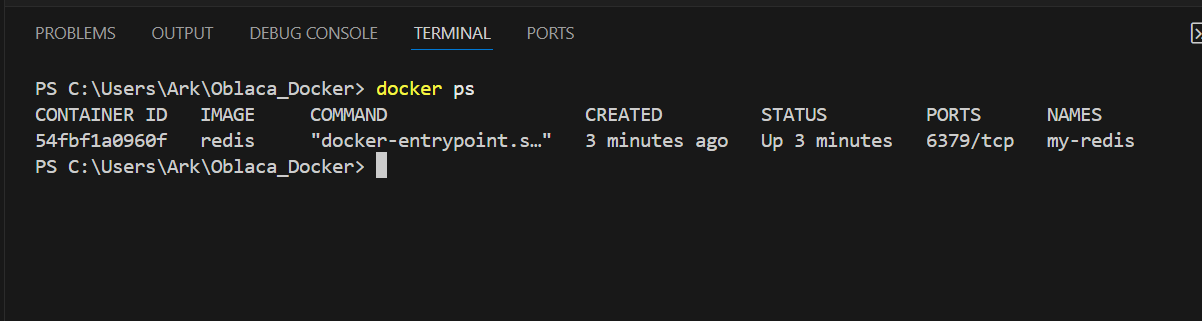 PROBLEMS OUTPUT DEBUG CONSOLE TERMINAL PORTS
PS C:\Users\Ark\Oblaca_Docker> docker ps
CONTAINER ID IMAGE COMMAND CREATED STATUS PORTS NAMES
54fbf1a0960f redis "docker-entrypoint.s…" 3 minutes ago Up 3 minutes 6379/tcp my-redis
PS C:\Users\Ark\Oblaca_Docker>